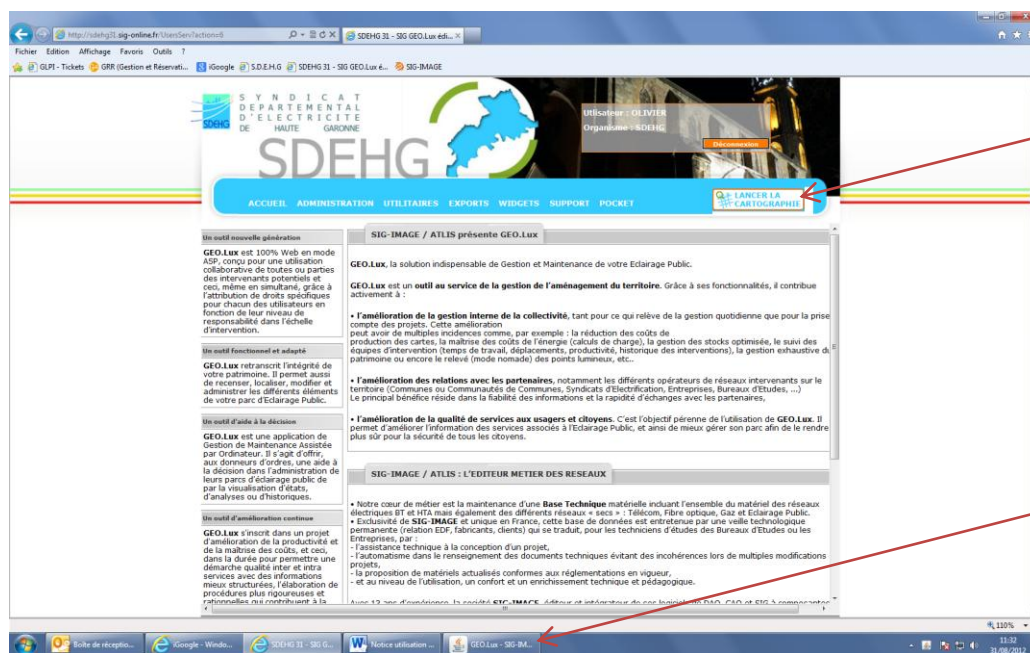 http://sdehg31.sig-online.fr/UsersServ/?action=8
SDEHG 31 - SIG GEO.Lux édi...
Fichier Edition Affichage Favoris Outils ?
GLPI - Tickets GRR (Gestion et Réservati... iGoogle S.D.E.H.G SDEHG 31 - SIG GEO.Lux é... SIG-IMAGE
SYNDICAT
DEPARTEMENTAL
D'ELECTRICITE
DE HAUTE GARONNE
SDEHG
SDEHG
Utilisateur : OLIVIER
Organisme : SDEHG
Déconnexion
ACCUEIL ADMINISTRATION UTILITAIRES EXPORTS WIDGETS SUPPORT POCKET
LANCER LA
CARTOGRAPHIE
Un outil nouvelle génération
GEO.Lux est 100% Web en mode
ASP, conçu pour une utilisation
collaborative de toutes ou parties
des intervenants potentiels et
ceci, même en simultané, grâce à
l'attribution de droits spécifiques
pour chacun des utilisateurs en
fonction de leur niveau de
responsabilité dans l'échelle
d'intervention.
Un outil fonctionnel et adapté
GEO.Lux retranscrit l'intégrité de
votre patrimoine. Il permet aussi
de recenser, localiser, modifier et
administrer les différents éléments
de votre parc d'Eclairage Public.
Un outil d'aide à la décision
GEO.Lux est une application de
Gestion de Maintenance Assistée
par Ordinateur. Il s'agit d'offrir,
aux donneurs d'ordres, une aide à
la décision dans l'administration de
leurs parcs d'éclairage public de
par la visualisation d'états,
d'analyses ou d'historiques.
Un outil d'amélioration continue
GEO.Lux s'inscrit dans un projet
d'amélioration de la productivité et
de la maîtrise des coûts, et ceci,
dans la durée pour permettre une
démarche qualité inter et intra
services avec des informations
mieux structurées, l'élaboration de
procédures plus rigoureuses et
rationnelles qui contribuent à la
SIG-IMAGE / ATLIS présente GEO.Lux
GEO.Lux, la solution indispensable de Gestion et Maintenance de votre Eclairage Public.
GEO.Lux est un outil au service de la gestion de l'aménagement du territoire. Grâce à ses fonctionnalités, il contribue
activement à :
• l'amélioration de la gestion interne de la collectivité, tant pour ce qui relève de la gestion quotidienne que pour la prise
compte des projets. Cette amélioration
peut avoir de multiples incidences comme, par exemple : la réduction des coûts de
production des cartes, la maîtrise des coûts de l'énergie (calculs de charge), la gestion des stocks optimisée, le suivi des
équipes d'intervention (temps de travail, déplacements, productivité, historique des interventions), la gestion exhaustive du
patrimoine ou encore le relevé (mode nomade) des points lumineux, etc..
• l'amélioration des relations avec les partenaires, notamment les différents opérateurs de réseaux intervenants sur le
territoire (Communes ou Communautés de Communes, Syndicats d'Electrification, Entreprises, Bureaux d'Etudes, ...)
Le principal bénéfice réside dans la fiabilité des informations et la rapidité d'échanges avec les partenaires,
• l'amélioration de la qualité de services aux usagers et citoyens. C'est l'objectif pérenne de l'utilisation de GEO.Lux. Il
permet d'améliorer l'information des services associés à l'Eclairage Public, et ainsi de mieux gérer son parc afin de le rendre
plus sûr pour la sécurité de tous les citoyens.
SIG-IMAGE / ATLIS : L'EDITEUR METIER DES RESEAUX
• Notre cœur de métier est la maintenance d'une Base Technique matérielle incluant l'ensemble du matériel des réseaux
électriques BT et HTA mais également des différents réseaux « secs » : Télécom, Fibre optique, Gaz et Eclairage Public.
• Exclusivité de SIG-IMAGE et unique en France, cette base de données est entretenue par une veille technologique
permanente (relation EDF, fabricants, clients) qui se traduit, pour les techniciens d'études des Bureaux d'Etudes ou les
Entreprises, par :
- l'assistance technique à la conception d'un projet,
- l'automatisme dans le renseignement des documents techniques évitant des incohérences lors de multiples modifications
projets,
- la proposition de matériels actualisés conformes aux réglementations en vigueur,
- et au niveau de l'utilisation, un confort et un enrichissement technique et pédagogique.
Avec 13 ans d'expérience, la société SIG-IMAGE, éditeur et intégrateur de ses logiciels de DAO, CAO et SIG à composantes
110%
Boîte de réceptio... iGoogle - Windo... SDEHG 31 - SIG G... Notice utilisation ... GEO.Lux - SIG-IM...
11:32
31/08/2012